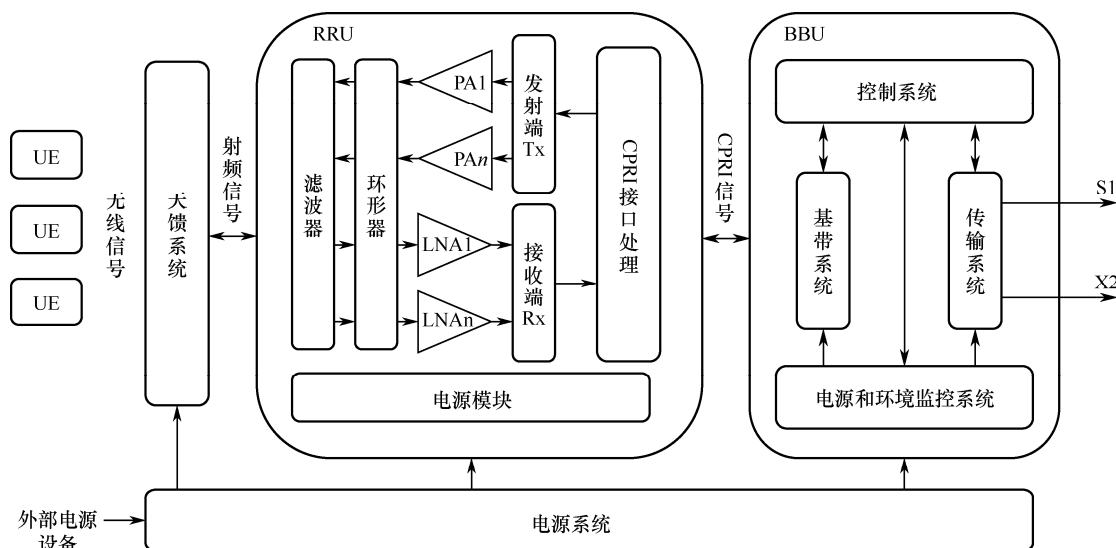 RRU
BBU
UE
UE
UE
无线信号
天馈系统
射频信号
滤波器
环形器
PA1
PAn
LNA1
LNAn
发射端Tx
接收端Rx
CPRI接口处理
电源模块
CPRI信号
控制系统
基带系统
传输系统
S1
X2
电源和环境监控系统
外部电源
设备
电源系统